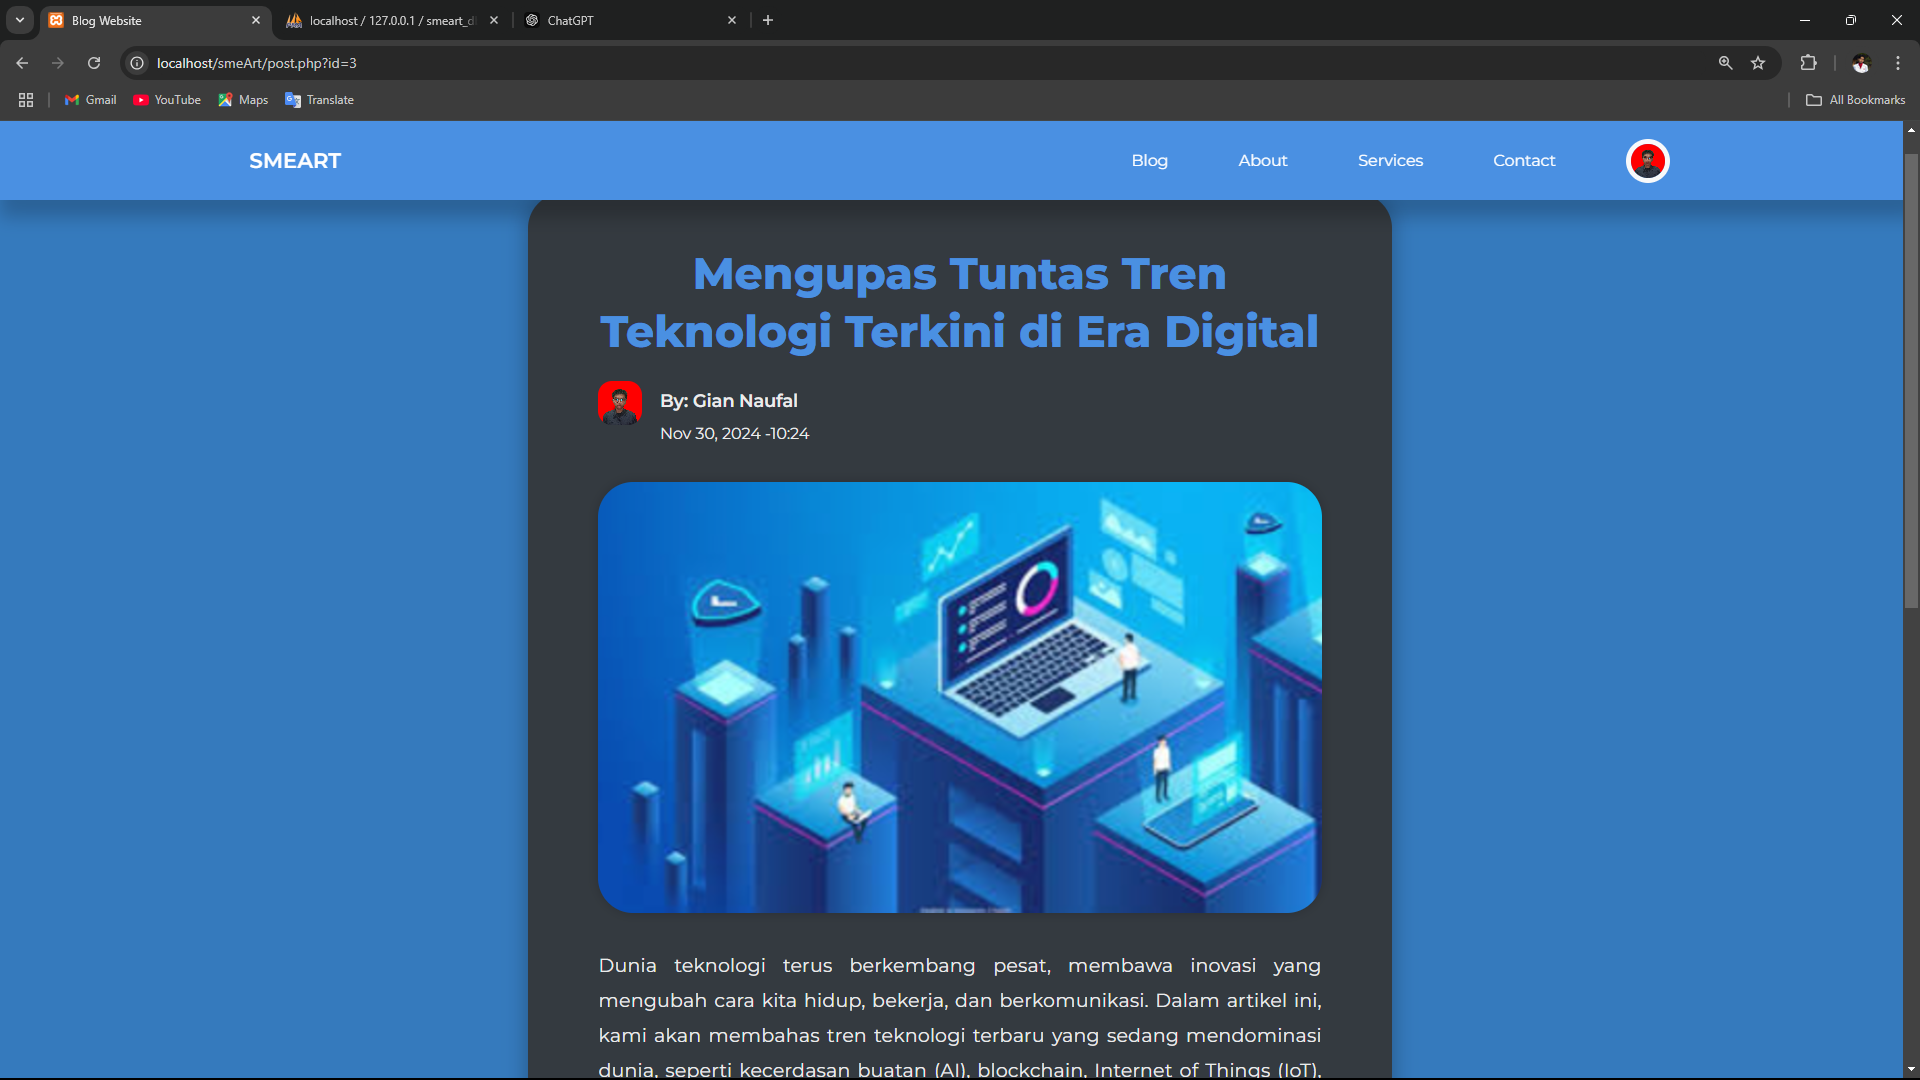 Blog Website
localhost / 127.0.0.1 / smeart_d
ChatGPT
localhost/smeArt/post.php?id=3
Gmail
YouTube
Maps
Translate
All Bookmarks
SMEART
Blog
About
Services
Contact
Mengupas Tuntas Tren
Teknologi Terkini di Era Digital
By: Gian Naufal
Nov 30, 2024 -10:24
Dunia teknologi terus berkembang pesat, membawa inovasi yang
mengubah cara kita hidup, bekerja, dan berkomunikasi. Dalam artikel ini,
kami akan membahas tren teknologi terbaru yang sedang mendominasi
dunia, seperti kecerdasan buatan (AI), blockchain, Internet of Things (IoT),